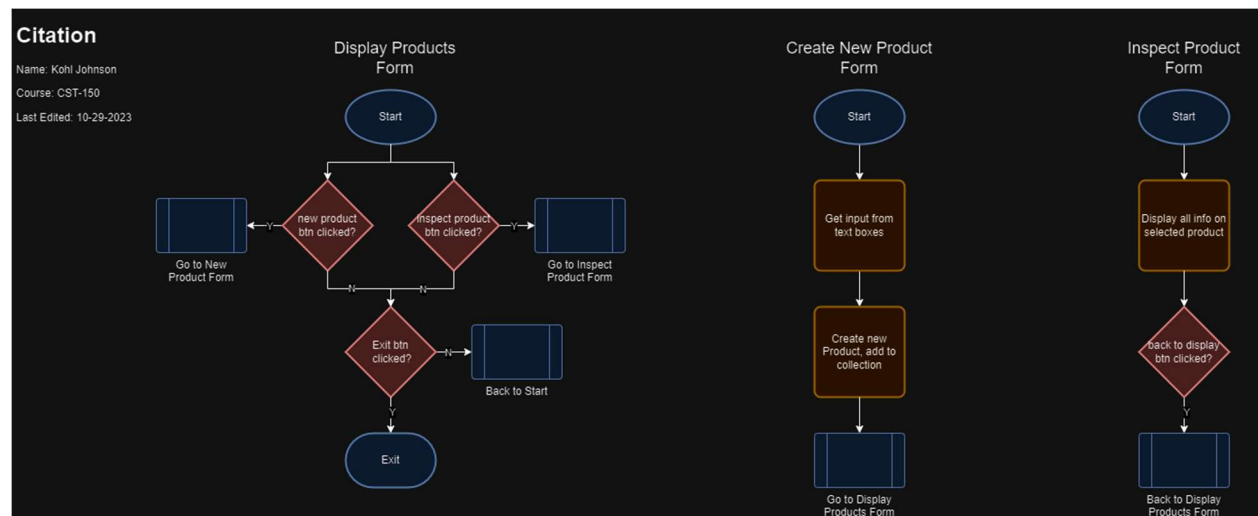 Citation
Name: Kohl Johnson
Course: CST-150
Last Edited: 10-29-2023
Display Products
Form
Start
new product
btn clicked?
Inspect product
btn clicked?
Y
Y
Go to New
Product Form
Go to Inspect
Product Form
N
N
Exit btn
clicked?
N
Back to Start
Y
Exit
Create New Product
Form
Start
Get input from
text boxes
Create new
Product, add to
collection
Go to Display
Products Form
Inspect Product
Form
Start
Display all info on
selected product
back to display
btn clicked?
Y
Back to Display
Products Form